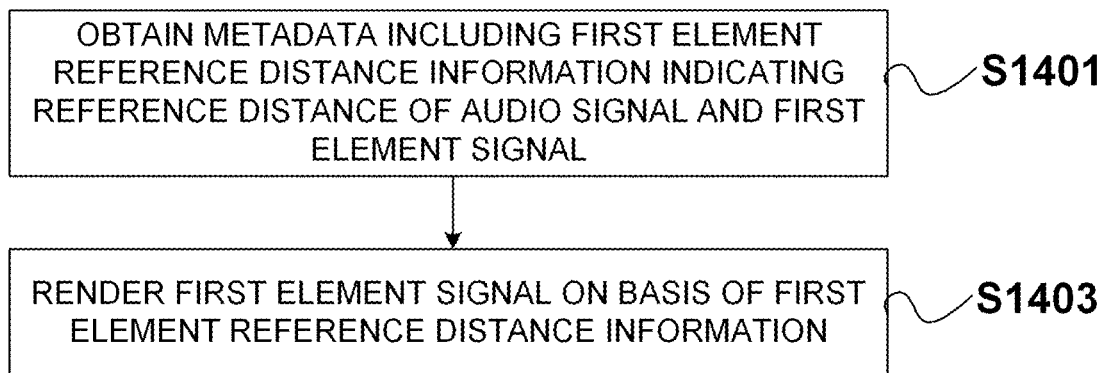 OBTAIN METADATA INCLUDING FIRST ELEMENT
REFERENCE DISTANCE INFORMATION INDICATING
REFERENCE DISTANCE OF AUDIO SIGNAL AND FIRST
ELEMENT SIGNAL
S1401
RENDER FIRST ELEMENT SIGNAL ON BASIS OF FIRST
ELEMENT REFERENCE DISTANCE INFORMATION
S1403